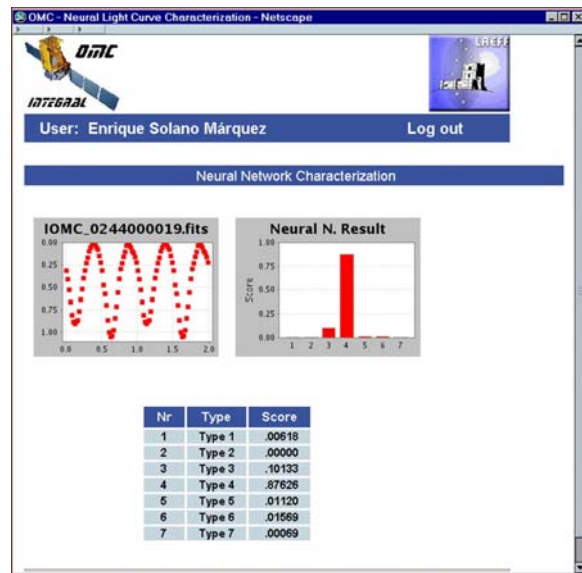 OMC - Neural Light Curve Characterization - Netscape
OMC
INTEGRAL
LAEFF
User: Enrique Solano Márquez Log out
Neural Network Characterization
IOMC_0244000019.fits
0.00
0.25
0.50
0.75
1.00
0.0 0.5 1.0 1.5 2.0
Neural N. Result
Score
1.00
0.75
0.50
0.25
0.00
1 2 3 4 5 6 7
Nr Type Score
1 Type 1 .00618
2 Type 2 .00000
3 Type 3 .10133
4 Type 4 .87626
5 Type 5 .01120
6 Type 6 .01569
7 Type 7 .00069